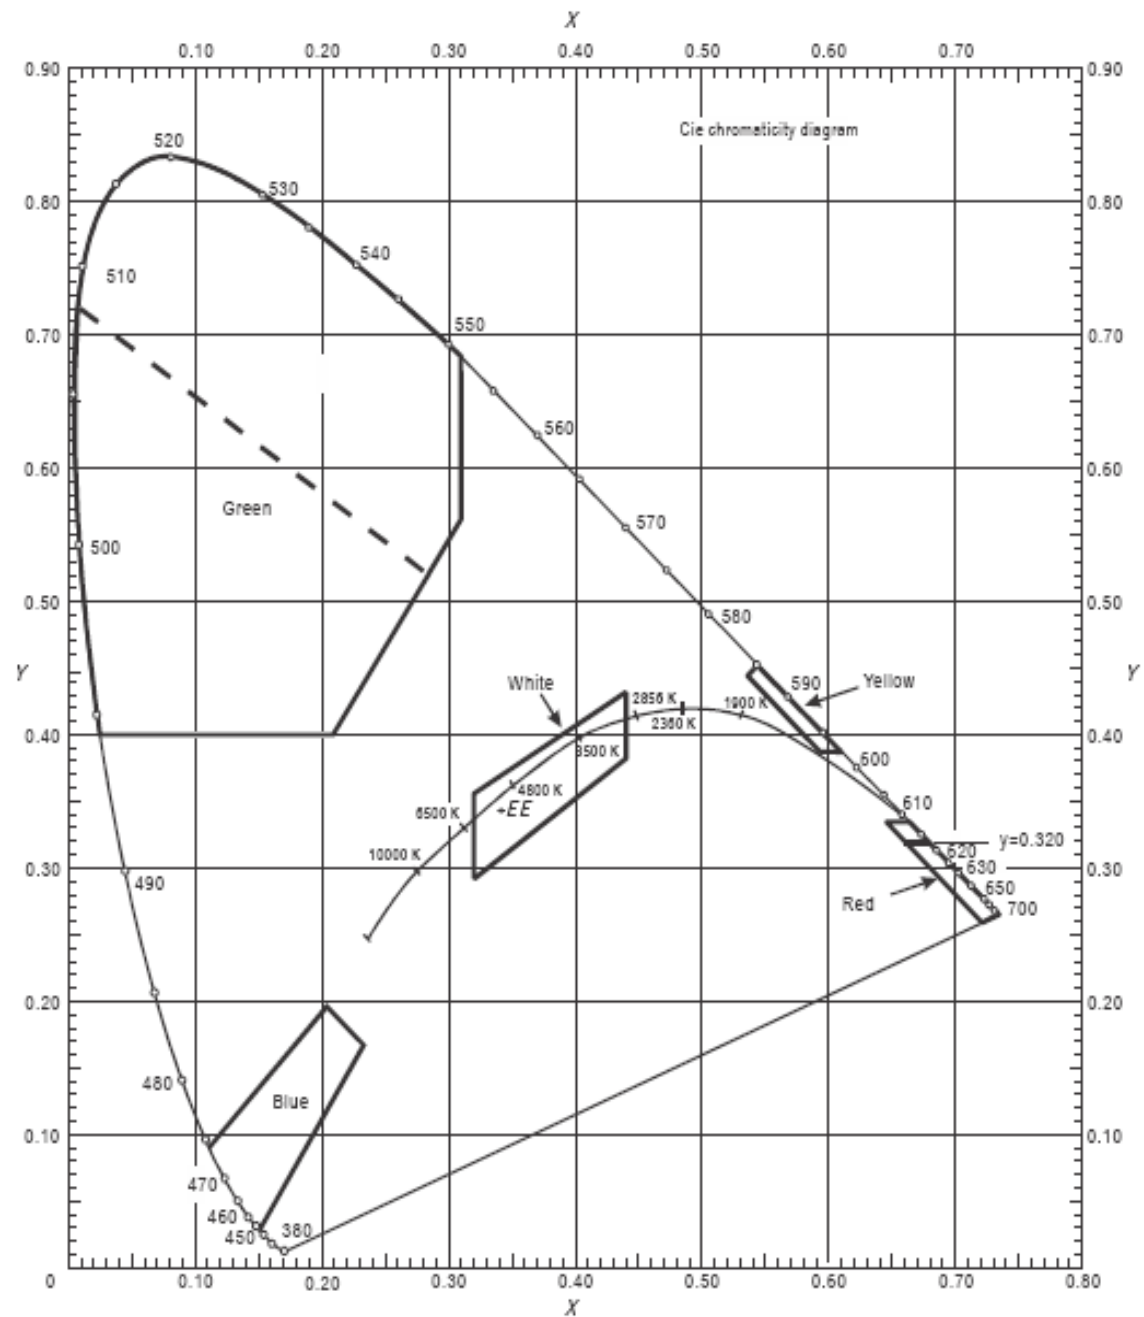 X
0.10 0.20 0.30 0.40 0.50 0.60 0.70
0.90 0.90
Cie chromaticity diagram
520
530
0.80 0.80
540
510
550
0.70 0.70
560
0.60 0.60
Green
570
500
0.50 0.50
580
Y Y
White
590 Yellow
2856 K 1900 K
2360 K
0.40 0.40
3500 K
600
4800 K
EE
610
6500 K
y=0.320
10000 K
620
0.30 630 0.30
490
650
Red
700
0.20 0.20
480
Blue
0.10 0.10
470
460
450 380
0 0.10 0.20 0.30 0.40 0.50 0.60 0.70 0.80
X